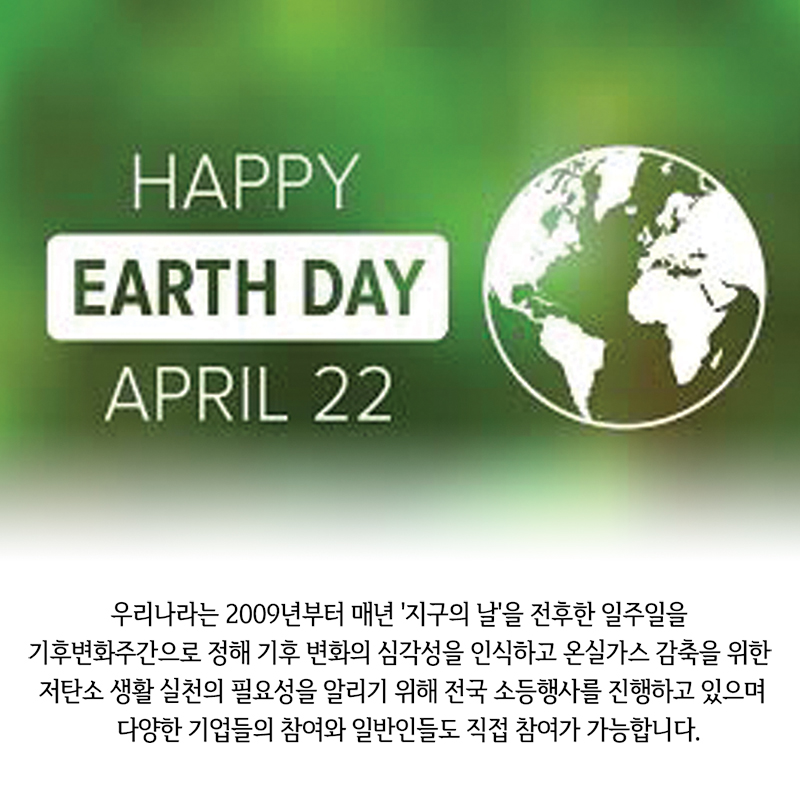 HAPPY
EARTH DAY
APRIL 22
우리나라는 2009년부터 매년 '지구의 날'을 전후한 일주일을
기후변화주간으로 정해 기후 변화의 심각성을 인식하고 온실가스 감축을 위한
저탄소 생활 실천의 필요성을 알리기 위해 전국 소등행사를 진행하고 있으며
다양한 기업들의 참여와 일반인들도 직접 참여가 가능합니다.